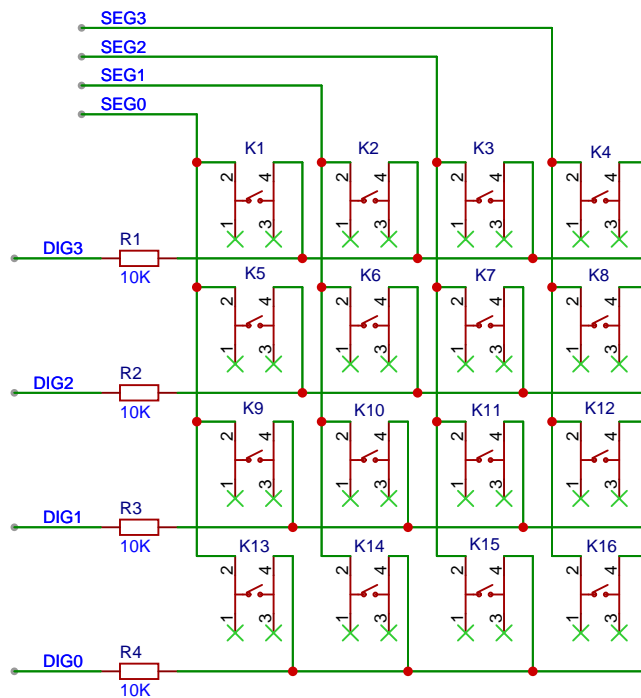 SEG3
SEG2
SEG1
SEG0
K1 K2 K3 K4
2 4 2 4 2 4 2 4
1 3 1 3 1 3 1 3
DIG3 R1
10K
K5 K6 K7 K8
2 4 2 4 2 4 2 4
1 3 1 3 1 3 1 3
DIG2 R2
10K
K9 K10 K11 K12
2 4 2 4 2 4 2 4
1 3 1 3 1 3 1 3
DIG1 R3
10K
K13 K14 K15 K16
2 4 2 4 2 4 2 4
1 3 1 3 1 3 1 3
DIG0 R4
10K